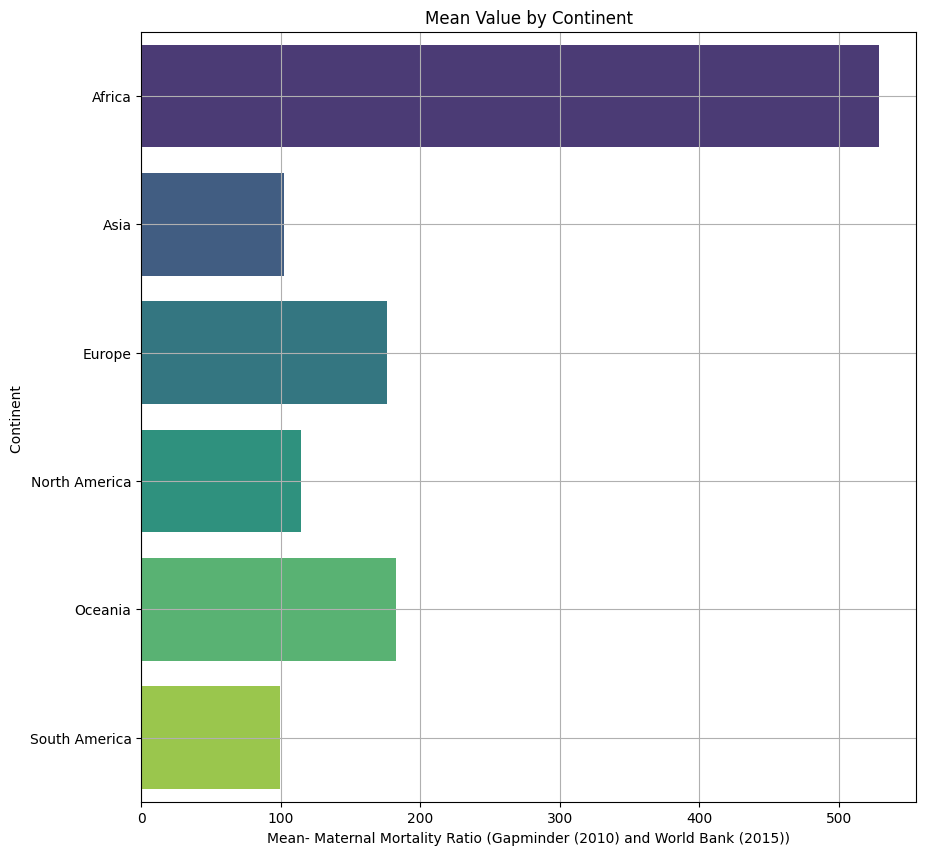 Mean Value by Continent
Africa
Asia
Europe
North America
Oceania
South America
Continent
0 100 200 300 400 500
Mean- Maternal Mortality Ratio (Gapminder (2010) and World Bank (2015))